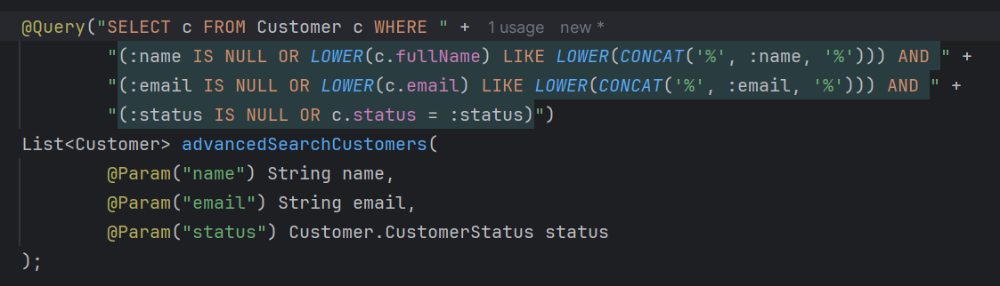 @Query("SELECT c FROM Customer c WHERE " + 1 usage new *
"(:name IS NULL OR LOWER(c.fullName) LIKE LOWER(CONCAT('%', :name, '%'))) AND " +
"(:email IS NULL OR LOWER(c.email) LIKE LOWER(CONCAT('%', :email, '%'))) AND " +
"(:status IS NULL OR c.status = :status)")
List<Customer> advancedSearchCustomers(
@Param("name") String name,
@Param("email") String email,
@Param("status") Customer.CustomerStatus status
);